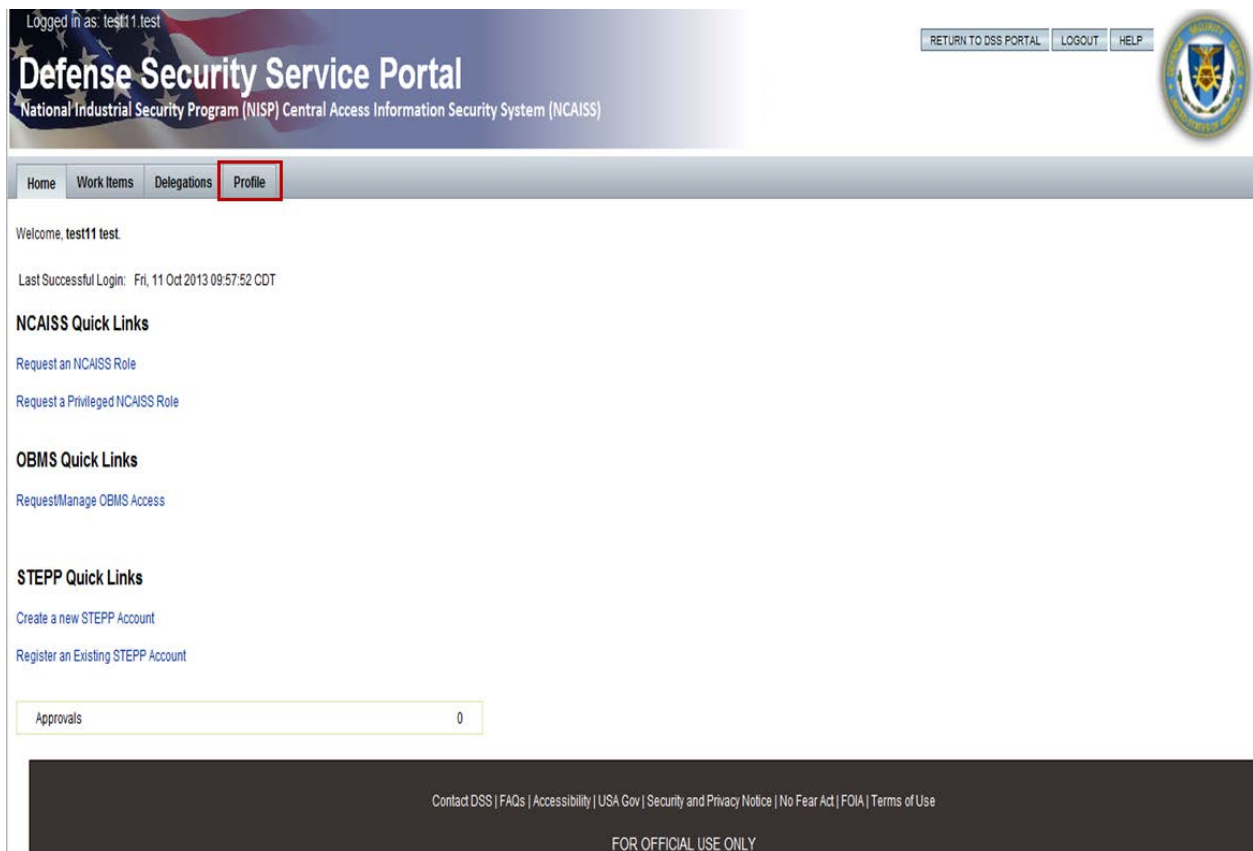 Logged in as: test11.test
RETURN TO DSS PORTAL LOGOUT HELP
Defense Security Service Portal
National Industrial Security Program (NISP) Central Access Information Security System (NCAISS)
Home Work Items Delegations Profile
Welcome, test11 test.
Last Successful Login: Fri, 11 Oct 2013 09:57:52 CDT
NCAISS Quick Links
Request an NCAISS Role
Request a Privileged NCAISS Role
OBMS Quick Links
Request/Manage OBMS Access
STEPP Quick Links
Create a new STEPP Account
Register an Existing STEPP Account
Approvals 0
Contact DSS | FAQs | Accessibility | USA Gov | Security and Privacy Notice | No Fear Act | FOIA | Terms of Use
FOR OFFICIAL USE ONLY